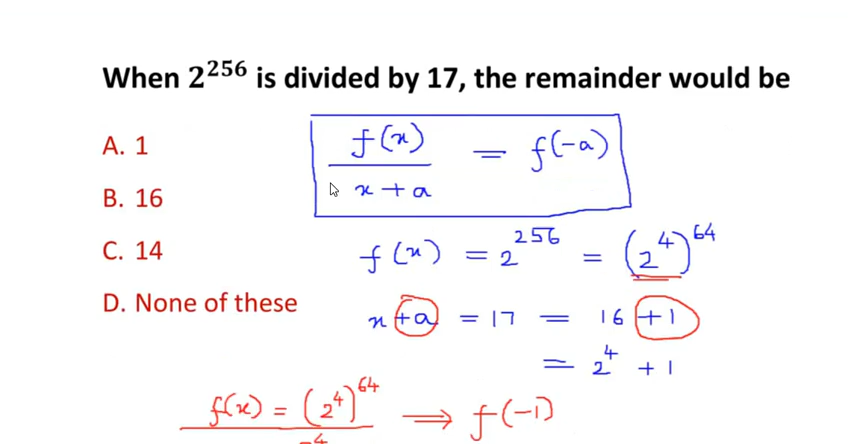 When 2^256 is divided by 17, the remainder would be
A. 1
B. 16
C. 14
D. None of these
f(x) / x + a = f(-a)
f(x) = 2^256 = (2^4)^64
x + a = 17 = 16 + 1
= 2^4 + 1
f(x) = (2^4)^64 ⟹ f(-1)